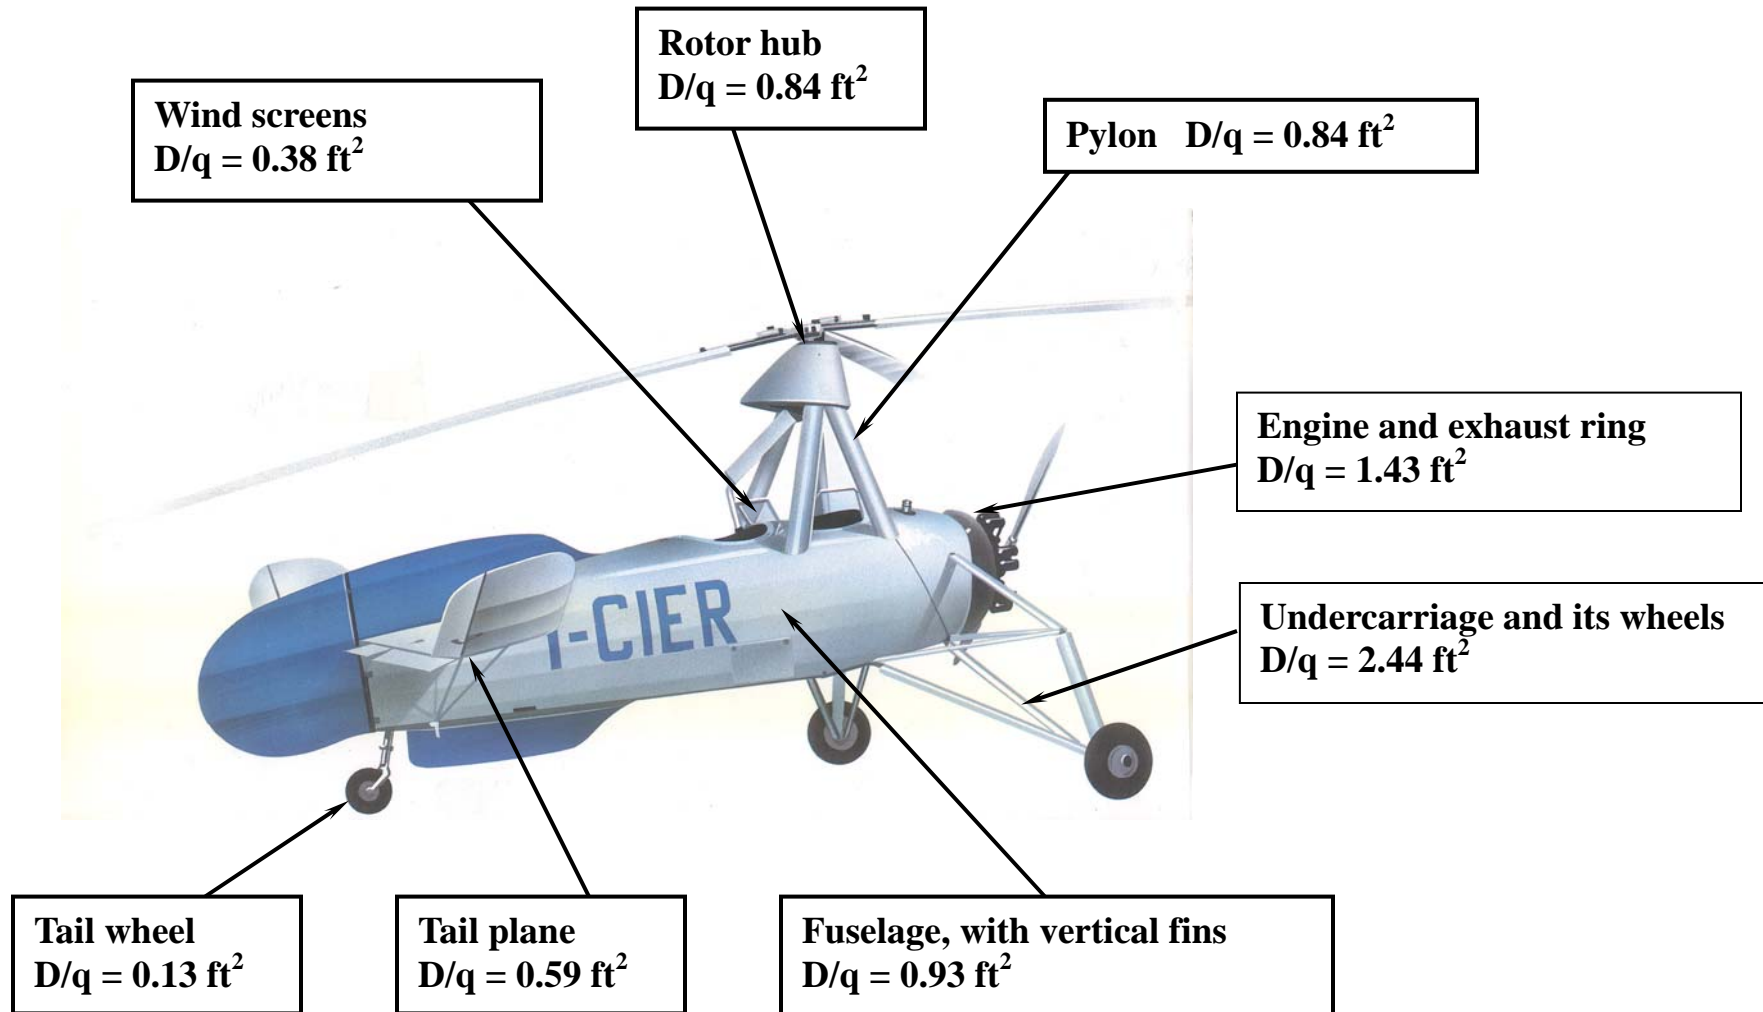 Rotor hub
D/q = 0.84 ft²
Wind screens
D/q = 0.38 ft²
Pylon D/q = 0.84 ft²
Engine and exhaust ring
D/q = 1.43 ft²
Undercarriage and its wheels
D/q = 2.44 ft²
I-CIER
Tail wheel
D/q = 0.13 ft²
Tail plane
D/q = 0.59 ft²
Fuselage, with vertical fins
D/q = 0.93 ft²